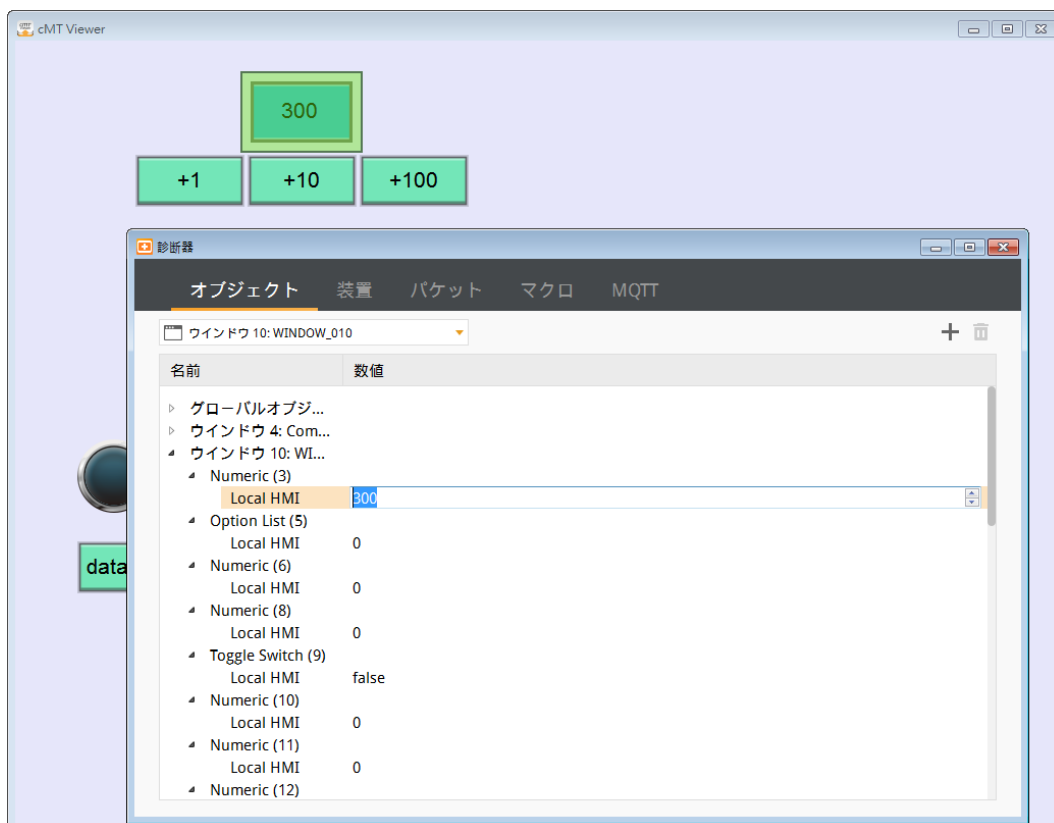 cMT Viewer
300
+1 +10 +100
診断器
オブジェクト 装置 パケット マクロ MQTT
ウインドウ 10: WINDOW_010
名前 数値
グローバルオブジ...
ウインドウ 4: Com...
ウインドウ 10: WI...
Numeric (3)
Local HMI 300
Option List (5)
Local HMI 0
data
Numeric (6)
Local HMI 0
Numeric (8)
Local HMI 0
Toggle Switch (9)
Local HMI false
Numeric (10)
Local HMI 0
Numeric (11)
Local HMI 0
Numeric (12)